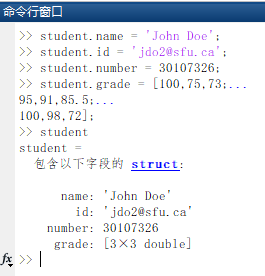 命令行窗口
>> student.name = 'John Doe';
>> student.id = 'jdo2@sfu.ca';
>> student.number = 30107326;
>> student.grade = [100,75,73;...
95,91,85.5;...
100,98,72];
>> student
student =
包含以下字段的 struct:
name: 'John Doe'
id: 'jdo2@sfu.ca'
number: 30107326
grade: [3×3 double]
fx >>